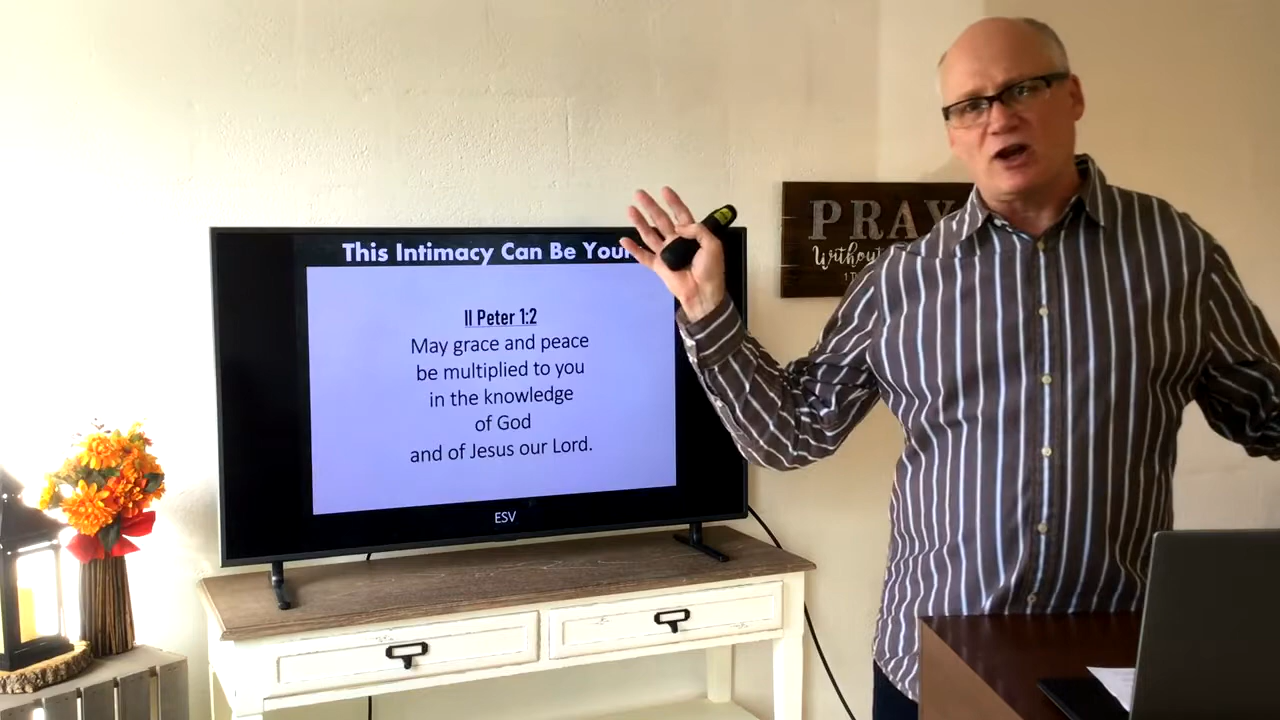 This Intimacy Can Be Your
II Peter 1:2
May grace and peace
be multiplied to you
in the knowledge
of God
and of Jesus our Lord.
ESV
PRAY
Without